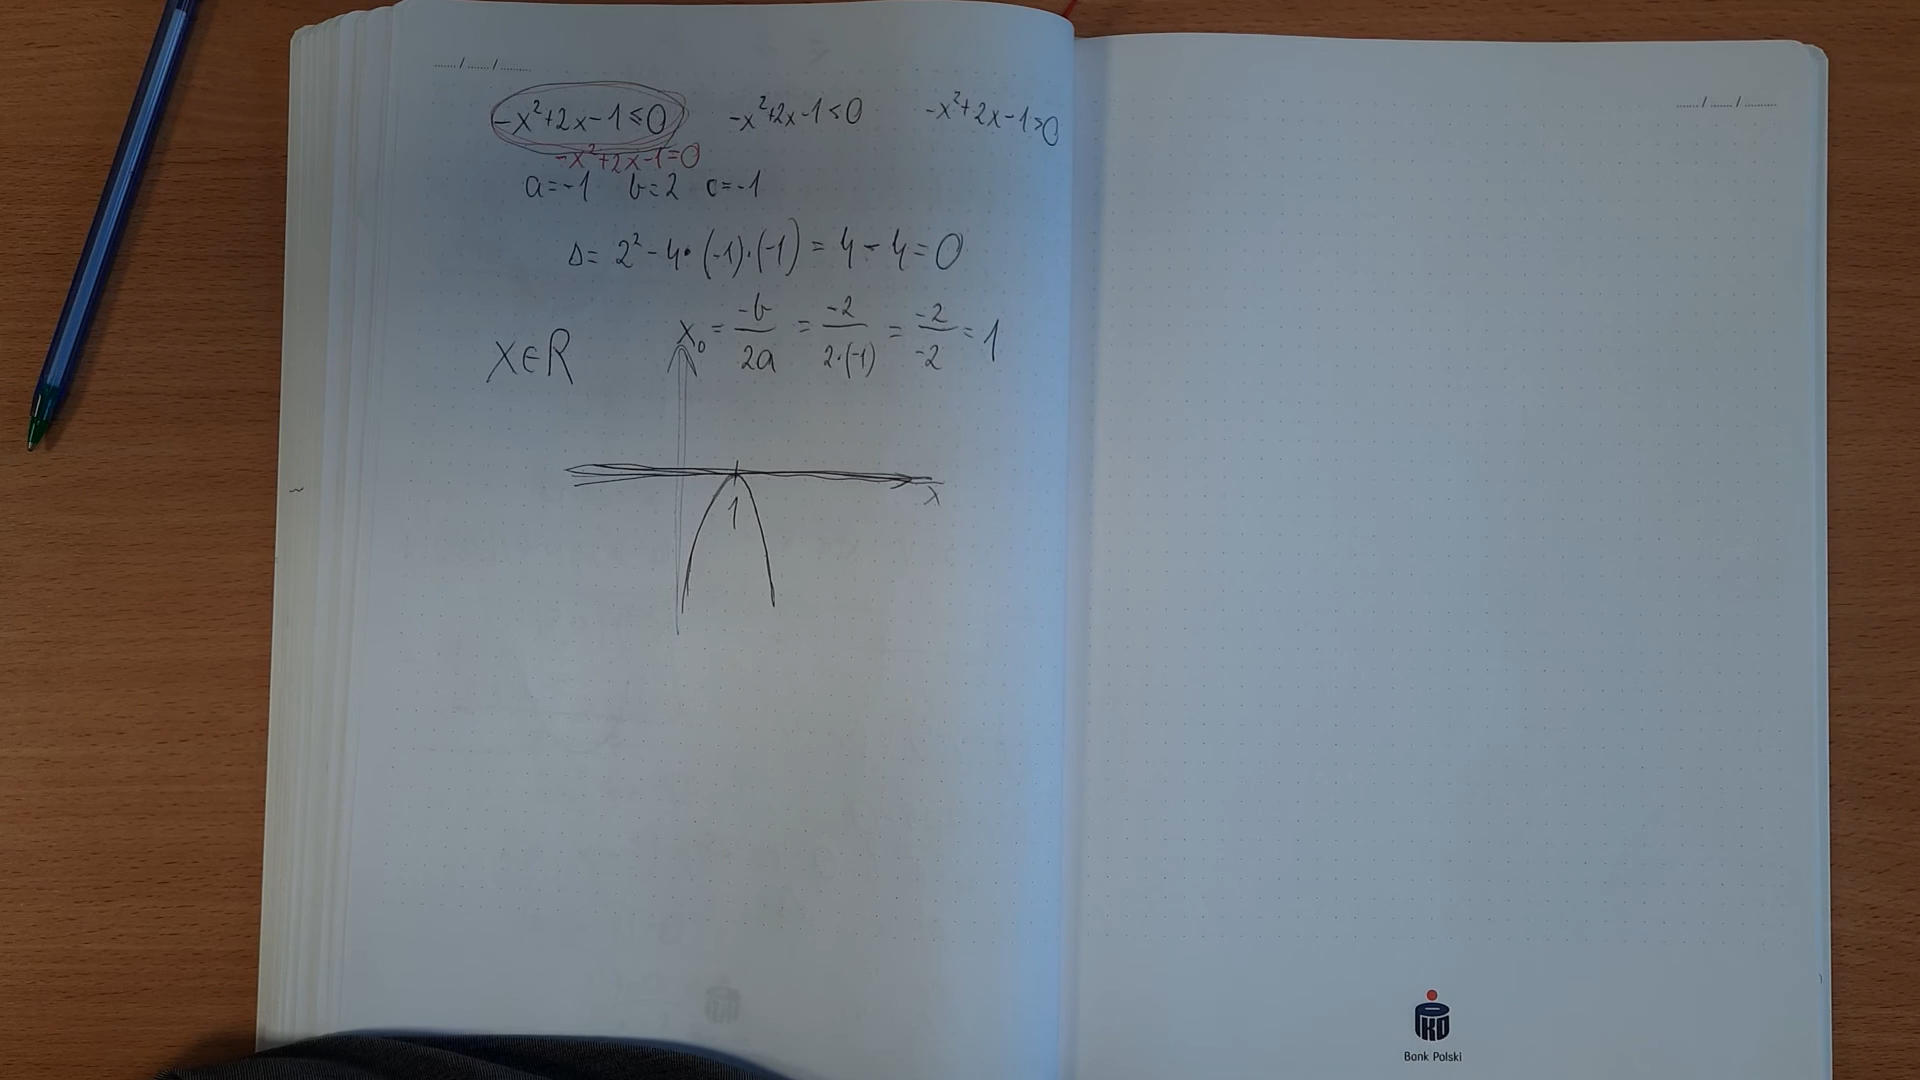 ....... / ....... / ..........
-x²+2x-1≤0 -x²+2x-1<0 -x²+2x-1>0
-x²+2x-1=0
a=-1 b=2 c=-1
Δ= 2²-4·(-1)·(-1)=4-4=0
x∈R x₀ = -b/2a = -2/2·(-1) = -2/-2 = 1
x
1
....... / ....... / ..........
PKO
Bank Polski